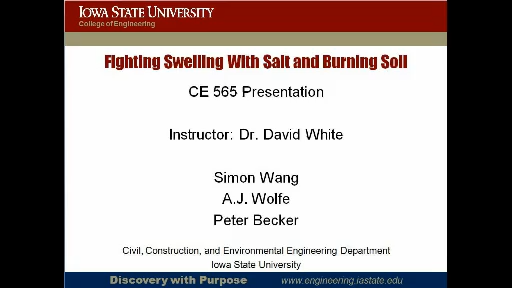 IOWA STATE UNIVERSITY
College of Engineering
Fighting Swelling With Salt and Burning Soil
CE 565 Presentation
Instructor: Dr. David White
Simon Wang
A.J. Wolfe
Peter Becker
Civil, Construction, and Environmental Engineering Department
Iowa State University
Discovery with Purpose www.engineering.iastate.edu